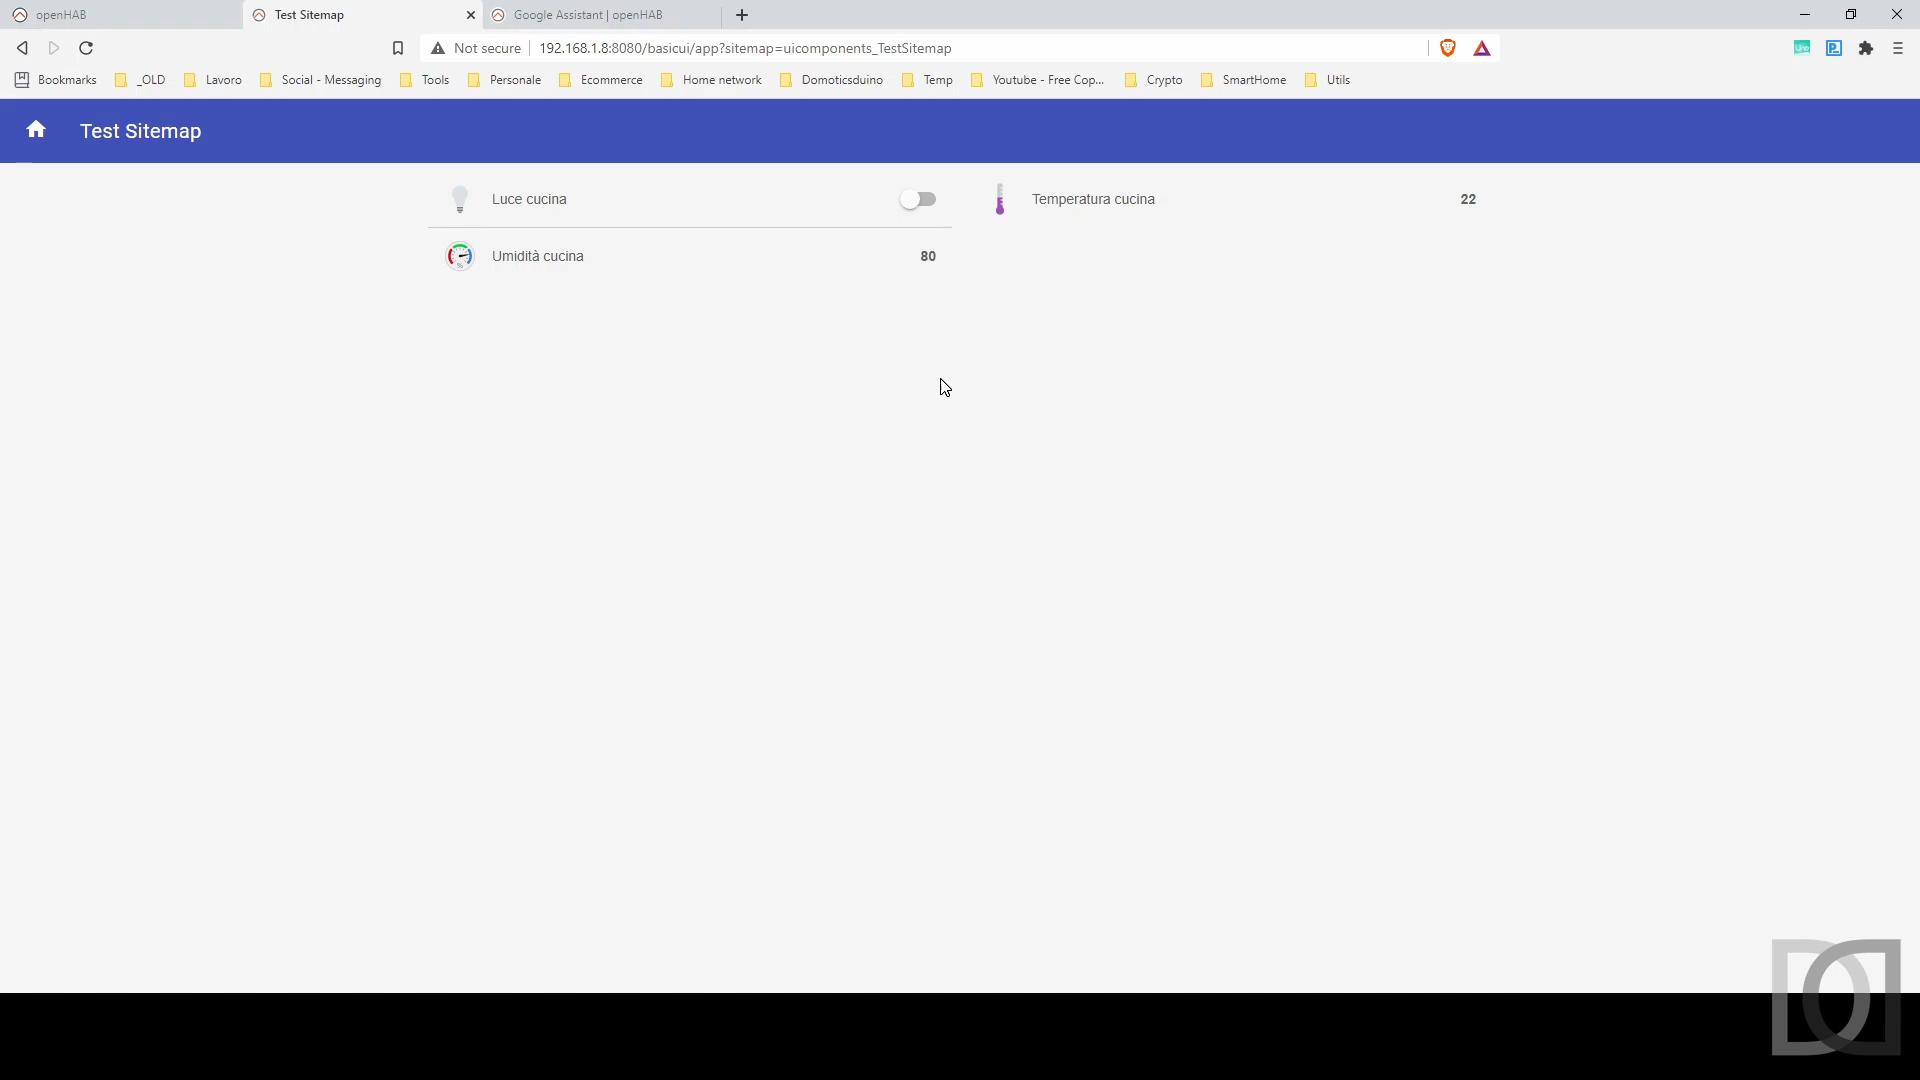 openHAB
Test Sitemap
Google Assistant | openHAB
Not secure
192.168.1.8:8080/basicui/app?sitemap=uicomponents_TestSitemap
Bookmarks
_OLD
Lavoro
Social - Messaging
Tools
Personale
Ecommerce
Home network
Domoticsduino
Temp
Youtube - Free Cop...
Crypto
SmartHome
Utils
Test Sitemap
Luce cucina
Temperatura cucina 22
Umidità cucina 80